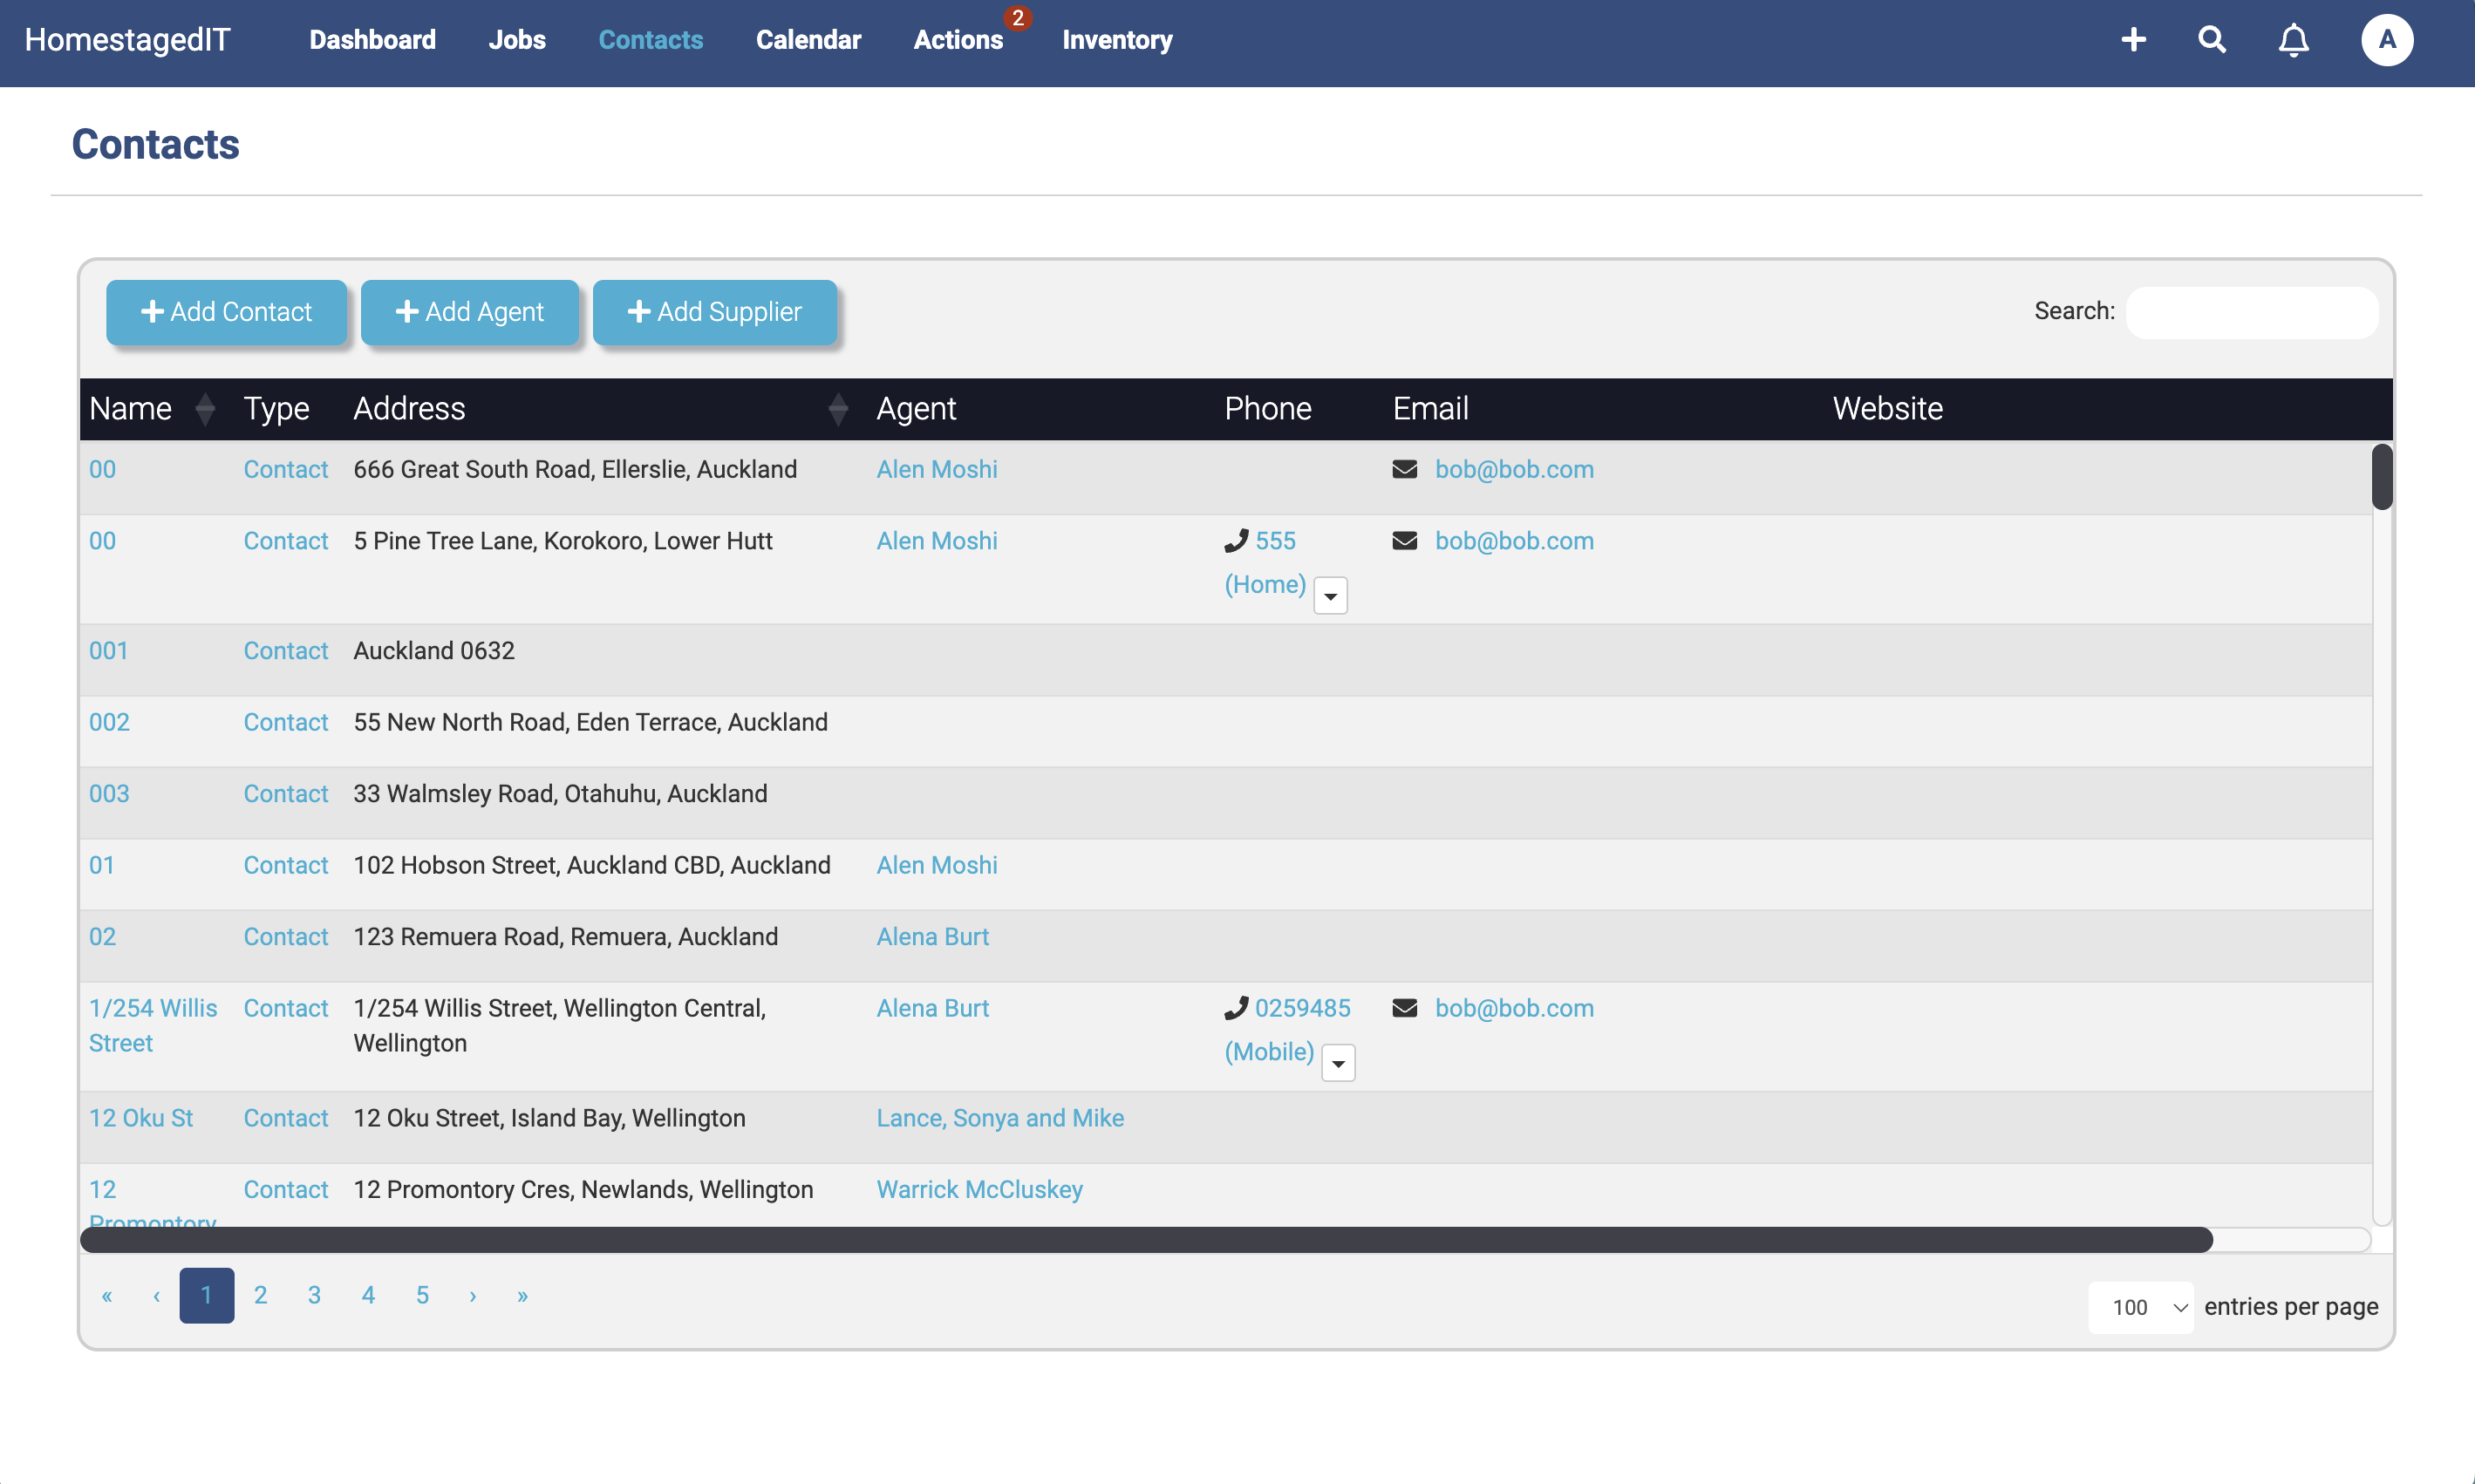 HomestagedIT Dashboard Jobs Contacts Calendar Actions 2 Inventory A
Contacts
Add Contact Add Agent Add Supplier Search:
Name Type Address Agent Phone Email Website
00 Contact 666 Great South Road, Ellerslie, Auckland Alen Moshi bob@bob.com
00 Contact 5 Pine Tree Lane, Korokoro, Lower Hutt Alen Moshi 555 bob@bob.com
(Home)
001 Contact Auckland 0632
002 Contact 55 New North Road, Eden Terrace, Auckland
003 Contact 33 Walmsley Road, Otahuhu, Auckland
01 Contact 102 Hobson Street, Auckland CBD, Auckland Alen Moshi
02 Contact 123 Remuera Road, Remuera, Auckland Alena Burt
1/254 Willis Contact 1/254 Willis Street, Wellington Central, Alena Burt 0259485 bob@bob.com
Street Wellington (Mobile)
12 Oku St Contact 12 Oku Street, Island Bay, Wellington Lance, Sonya and Mike
12 Contact 12 Promontory Cres, Newlands, Wellington Warrick McCluskey
Promontory
« ‹ 1 2 3 4 5 › » 100 entries per page